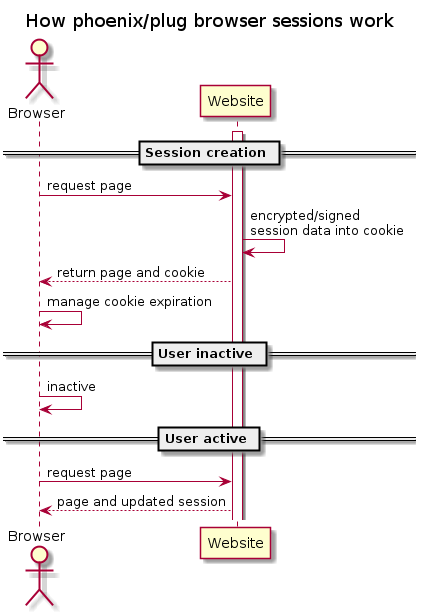 How phoenix/plug browser sessions work
Browser
Website
Session creation
request page
encrypted/signed
session data into cookie
return page and cookie
manage cookie expiration
User inactive
inactive
User active
request page
page and updated session
Browser
Website